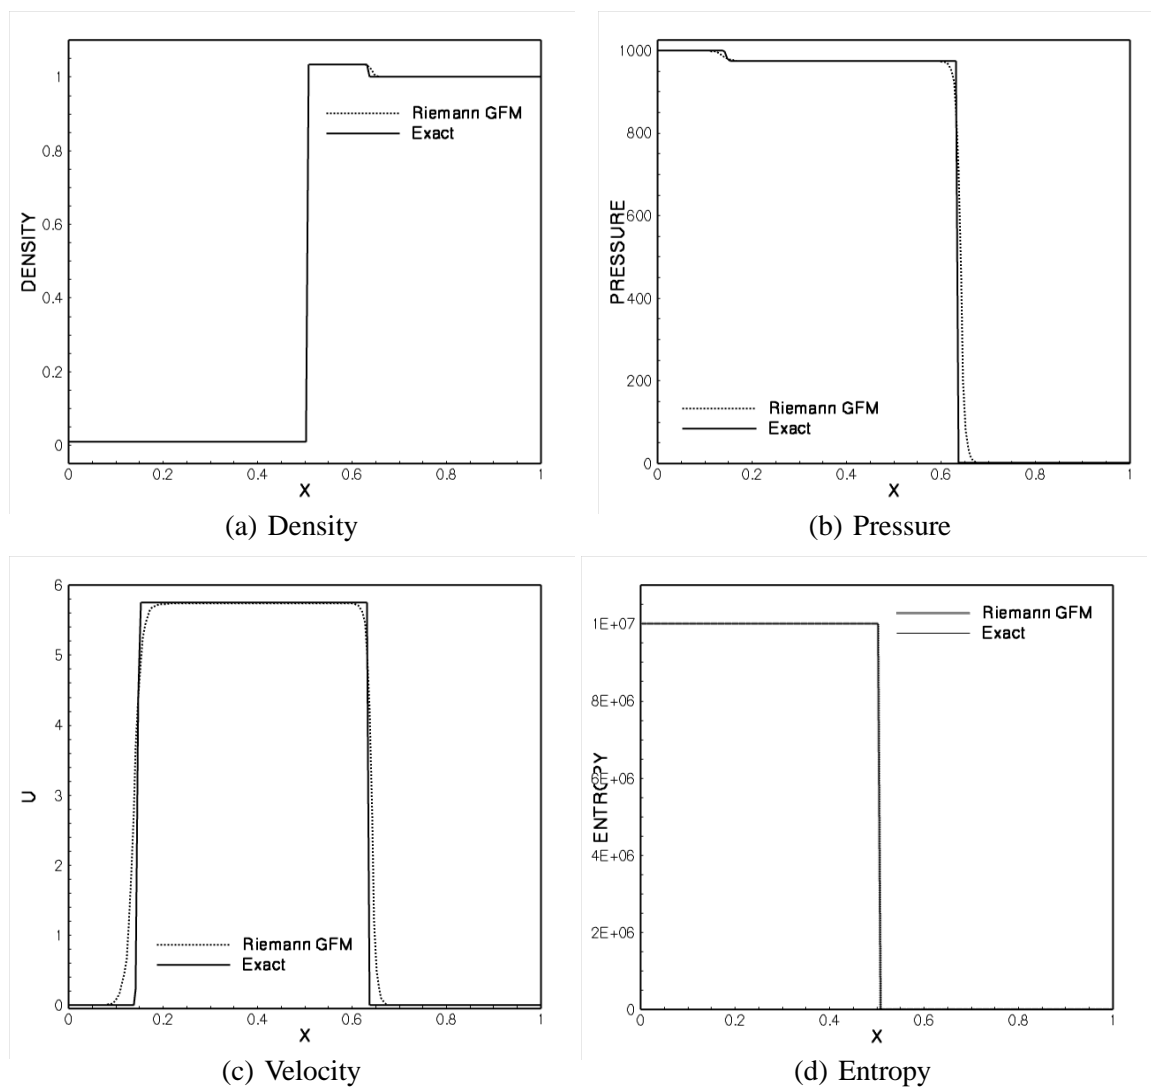 DENSITY
1
0.8
0.6
0.4
0.2
0
0 0.2 0.4 0.6 0.8 1
X
Riemann GFM
Exact
(a) Density
PRESSURE
1000
800
600
400
200
0
0 0.2 0.4 0.6 0.8 1
X
Riemann GFM
Exact
(b) Pressure
U
6
5
4
3
2
1
0
0 0.2 0.4 0.6 0.8 1
X
Riemann GFM
Exact
(c) Velocity
ENTROPY
1E+07
8E+06
6E+06
4E+06
2E+06
0
0 0.2 0.4 0.6 0.8 1
X
Riemann GFM
Exact
(d) Entropy